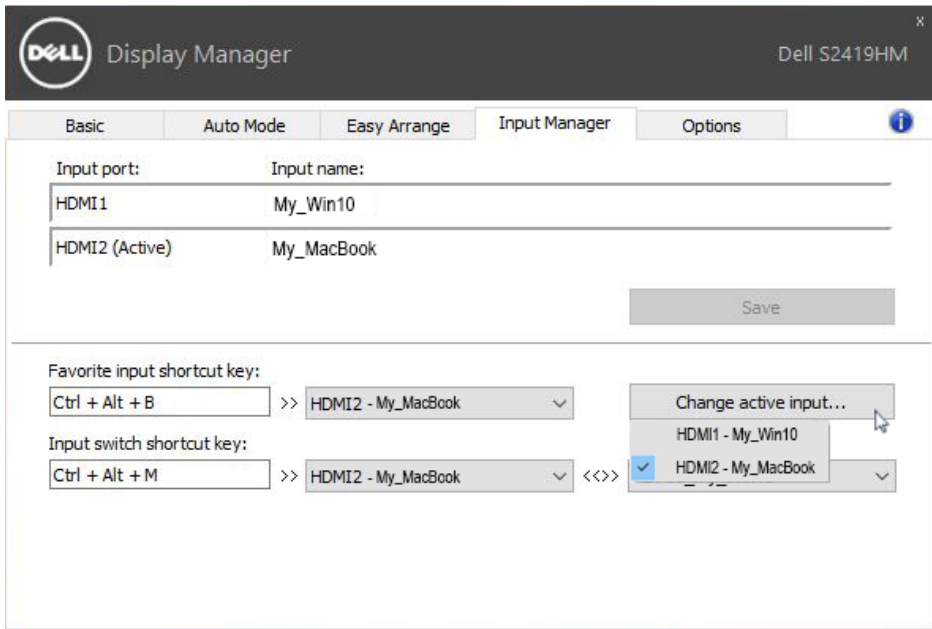 x
DELL Display Manager Dell S2419HM
Basic Auto Mode Easy Arrange Input Manager Options i
Input port: Input name:
HDMI1 My_Win10
HDMI2 (Active) My_MacBook
Save
Favorite input shortcut key:
Ctrl + Alt + B >> HDMI2 - My_MacBook Change active input...
HDMI1 - My_Win10
Input switch shortcut key:
HDMI2 - My_MacBook
Ctrl + Alt + M >> HDMI2 - My_MacBook <<>>